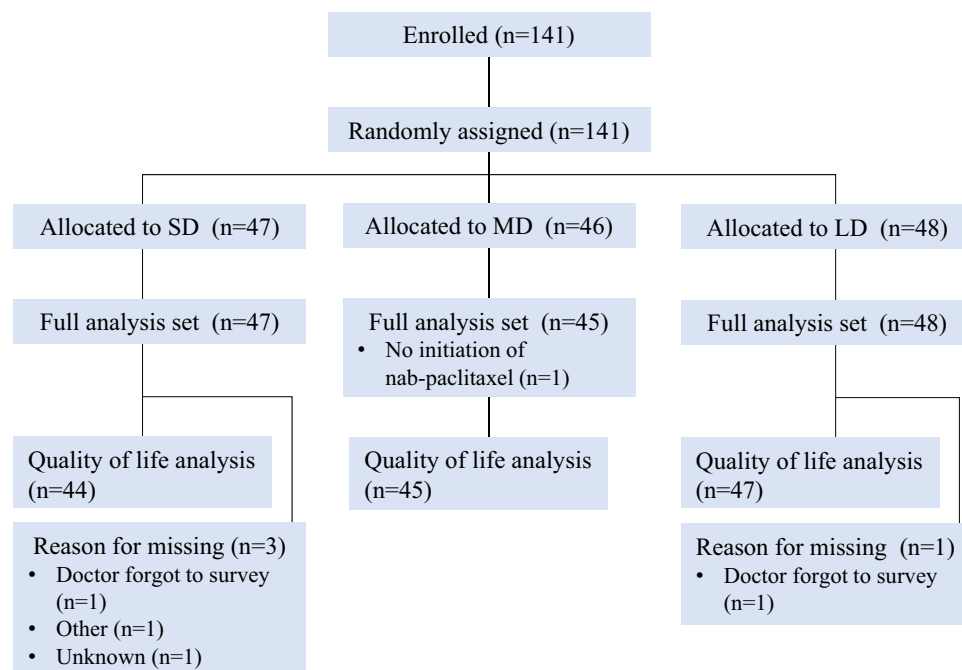 Enrolled (n=141)
Randomly assigned (n=141)
Allocated to SD (n=47)
Allocated to MD (n=46)
Allocated to LD (n=48)
Full analysis set (n=47)
Full analysis set (n=45)
• No initiation of
nab-paclitaxel (n=1)
Full analysis set (n=48)
Quality of life analysis
(n=44)
Quality of life analysis
(n=45)
Quality of life analysis
(n=47)
Reason for missing (n=3)
• Doctor forgot to survey
(n=1)
• Other (n=1)
• Unknown (n=1)
Reason for missing (n=1)
• Doctor forgot to survey
(n=1)